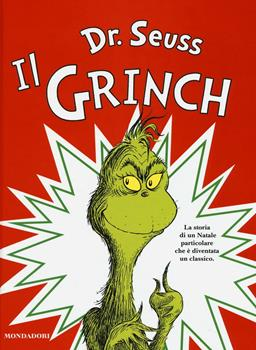 Dr. Seuss
Il GRINCH
La storia
di un Natale
particolare
che è diventata
un classico.
MONDADORI